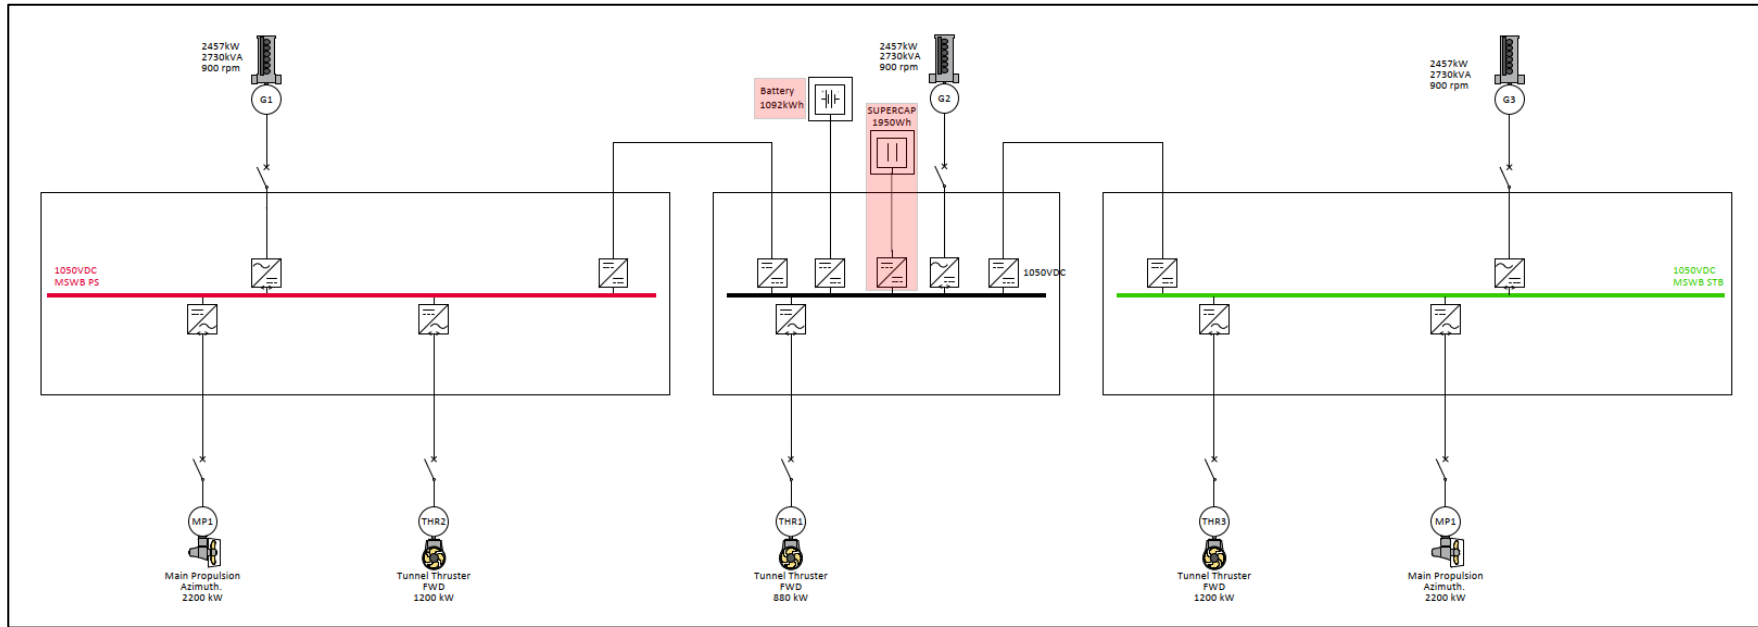 2457kW
2730kVA
900 rpm
G1
Battery
1092kWh
SUPERCAP
1950Wh
2457kW
2730kVA
900 rpm
G2
2457kW
2730kVA
900 rpm
G3
1050VDC
MSWB PS
1050VDC
1050VDC
MSWB STB
MP1
Main Propulsion
Azimuth.
2200 kW
THR2
Tunnel Thruster
FWD
1200 kW
THR1
Tunnel Thruster
FWD
880 kW
THR3
Tunnel Thruster
FWD
1200 kW
MP1
Main Propulsion
Azimuth.
2200 kW